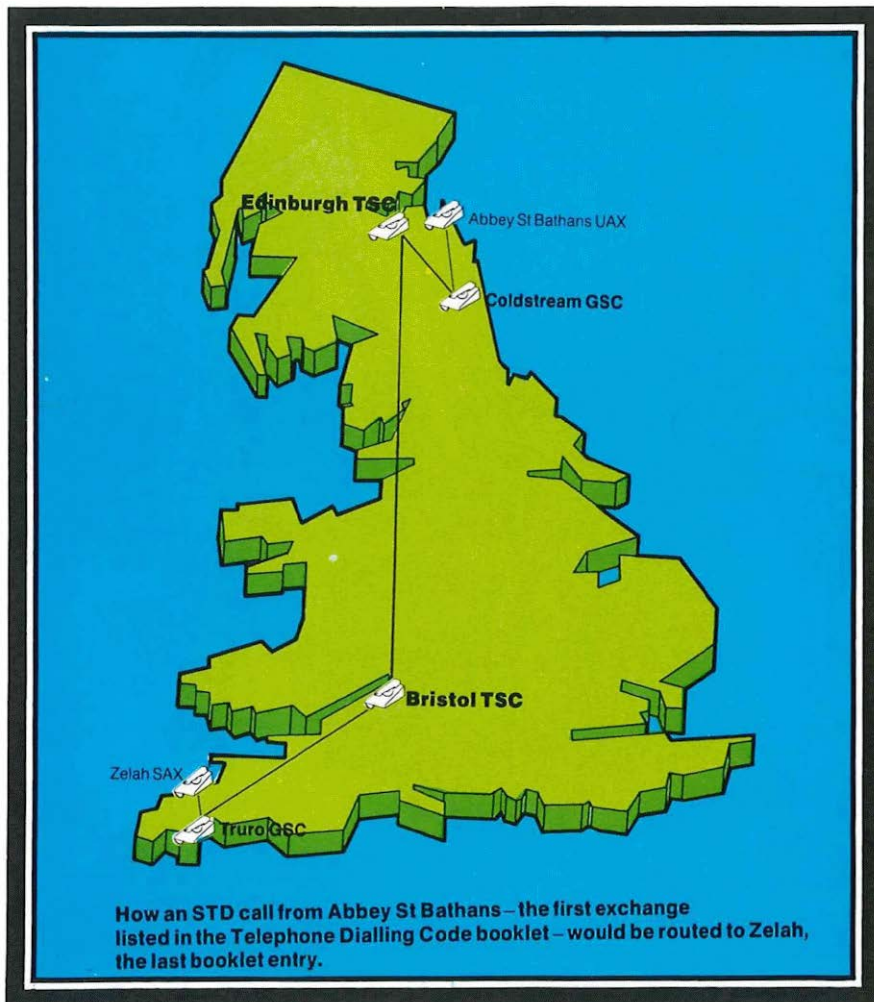 Edinburgh TSC
Abbey St Bathans UAX
Coldstream GSC
Bristol TSC
Zelah SAX
Truro GSC
How an STD call from Abbey St Bathans – the first exchange
listed in the Telephone Dialling Code booklet – would be routed to Zelah,
the last booklet entry.